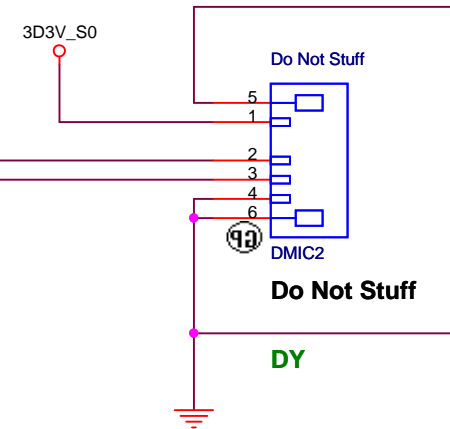 3D3V_S0
Do Not Stuff
5
1
2
3
4
6
GP
DMIC2
Do Not Stuff
DY